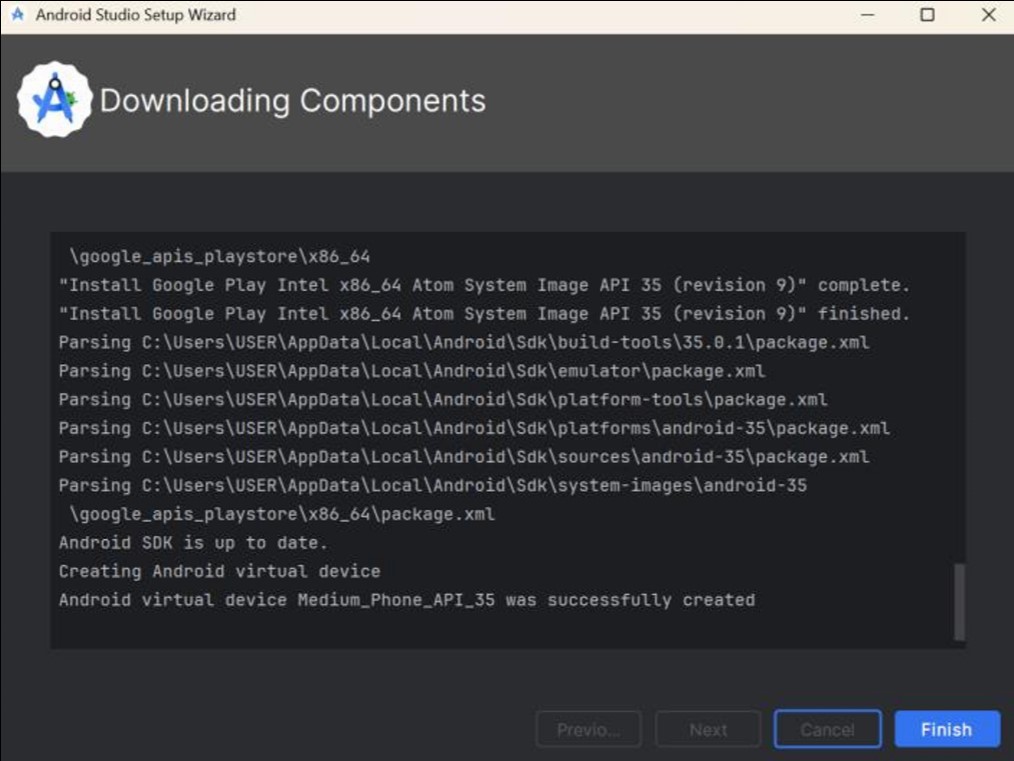 Android Studio Setup Wizard
Downloading Components
\google_apis_playstore\x86_64
"Install Google Play Intel x86_64 Atom System Image API 35 (revision 9)" complete.
"Install Google Play Intel x86_64 Atom System Image API 35 (revision 9)" finished.
Parsing C:\Users\USER\AppData\Local\Android\Sdk\build-tools\35.0.1\package.xml
Parsing C:\Users\USER\AppData\Local\Android\Sdk\emulator\package.xml
Parsing C:\Users\USER\AppData\Local\Android\Sdk\platform-tools\package.xml
Parsing C:\Users\USER\AppData\Local\Android\Sdk\platforms\android-35\package.xml
Parsing C:\Users\USER\AppData\Local\Android\Sdk\sources\android-35\package.xml
Parsing C:\Users\USER\AppData\Local\Android\Sdk\system-images\android-35
\google_apis_playstore\x86_64\package.xml
Android SDK is up to date.
Creating Android virtual device
Android virtual device Medium_Phone_API_35 was successfully created
Previo... Next Cancel Finish